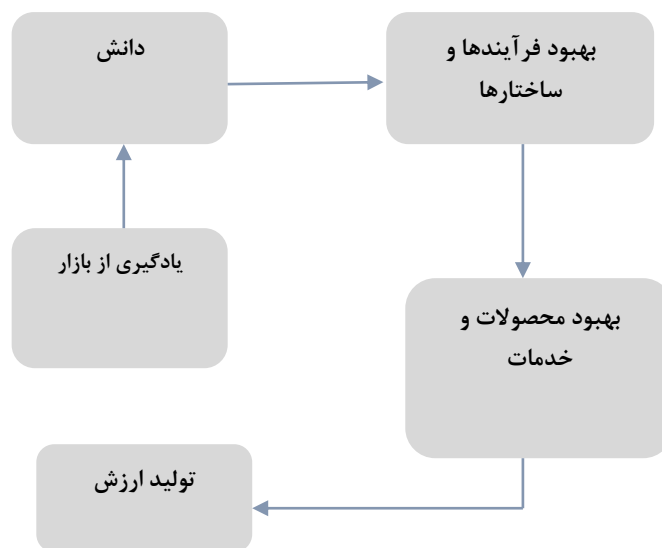 دانش
بهبود فرآیندها و
ساختارها
یادگیری از بازار
بهبود محصولات و
خدمات
تولید ارزش